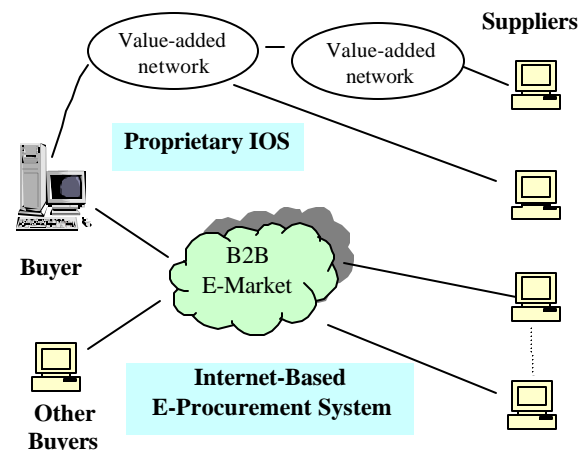 Suppliers
Value-added
network
Value-added
network
Proprietary IOS
Buyer
B2B
E-Market
Internet-Based
E-Procurement System
Other
Buyers